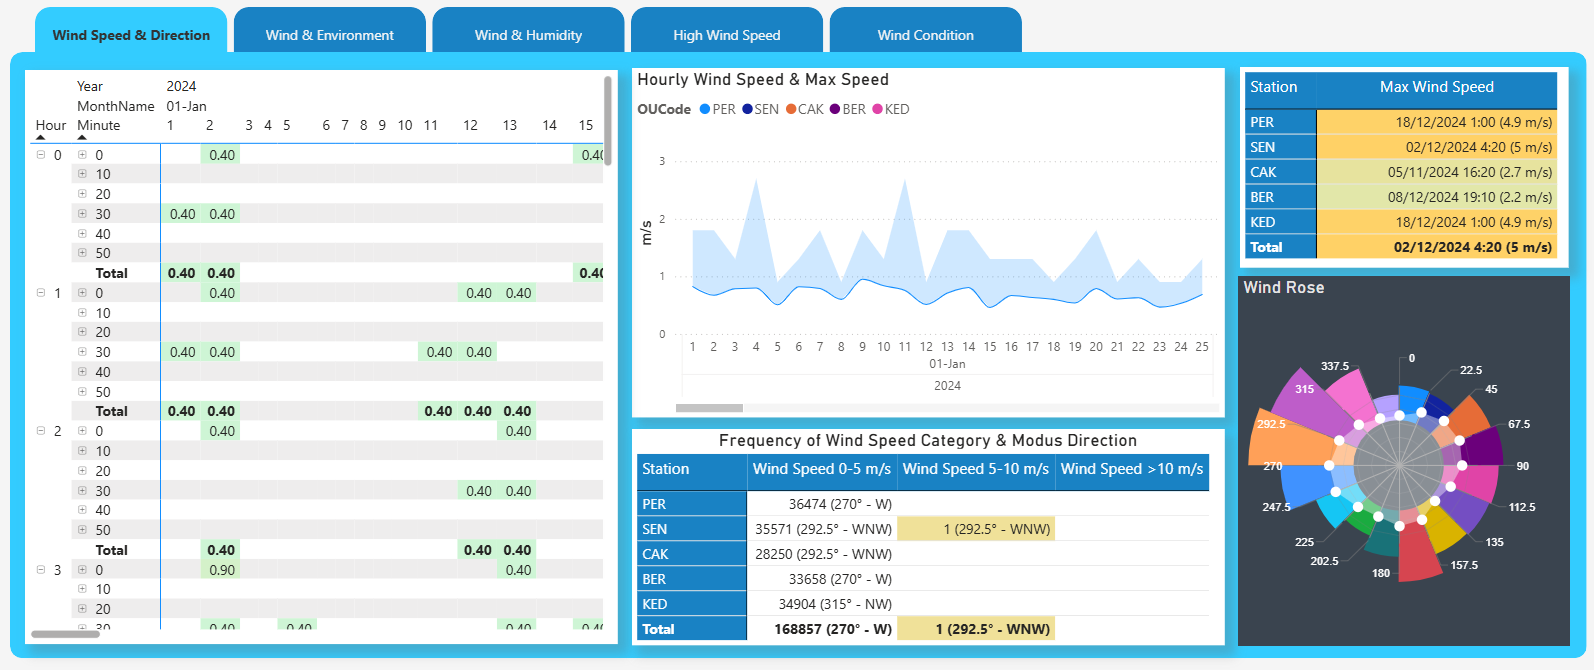 Wind Speed & Direction
Wind & Environment
Wind & Humidity
High Wind Speed
Wind Condition
Year 2024
MonthName 01-Jan
Hour Minute 1 2 3 4 5 6 7 8 9 10 11 12 13 14 15
0 0 0.40 0.40
10
20
30 0.40 0.40
40
50
Total 0.40 0.40 0.40
1 0 0.40 0.40 0.40
10
20
30 0.40 0.40 0.40 0.40
40
50
Total 0.40 0.40 0.40 0.40 0.40
2 0 0.40 0.40
10
20
30 0.40 0.40
40
50
Total 0.40 0.40 0.40
3 0 0.90 0.40
10
20
30 0.40 0.40 0.40 0.40
Hourly Wind Speed & Max Speed
OUCode PER SEN CAK BER KED
m/s
3
2
1
0
1 2 3 4 5 6 7 8 9 10 11 12 13 14 15 16 17 18 19 20 21 22 23 24 25
01-Jan
2024
Frequency of Wind Speed Category & Modus Direction
Station Wind Speed 0-5 m/s Wind Speed 5-10 m/s Wind Speed >10 m/s
PER 36474 (270° - W)
SEN 35571 (292.5° - WNW) 1 (292.5° - WNW)
CAK 28250 (292.5° - WNW)
BER 33658 (270° - W)
KED 34904 (315° - NW)
Total 168857 (270° - W) 1 (292.5° - WNW)
Station Max Wind Speed
PER 18/12/2024 1:00 (4.9 m/s)
SEN 02/12/2024 4:20 (5 m/s)
CAK 05/11/2024 16:20 (2.7 m/s)
BER 08/12/2024 19:10 (2.2 m/s)
KED 18/12/2024 1:00 (4.9 m/s)
Total 02/12/2024 4:20 (5 m/s)
Wind Rose
0
22.5
45
67.5
90
112.5
135
157.5
180
202.5
225
247.5
270
292.5
315
337.5